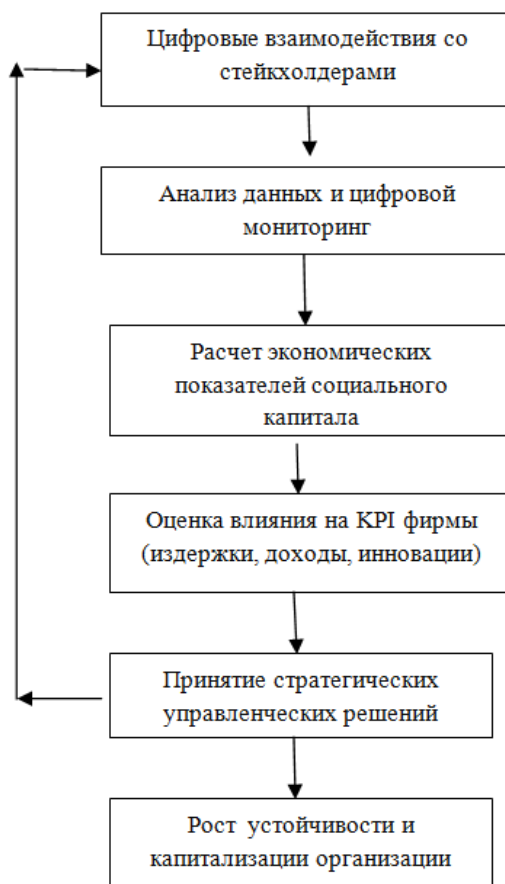 Цифровые взаимодействия со
стейкхолдерами
Анализ данных и цифровой
мониторинг
Расчет экономических
показателей социального
капитала
Оценка влияния на KPI фирмы
(издержки, доходы, инновации)
Принятие стратегических
управленческих решений
Рост устойчивости и
капитализации организации